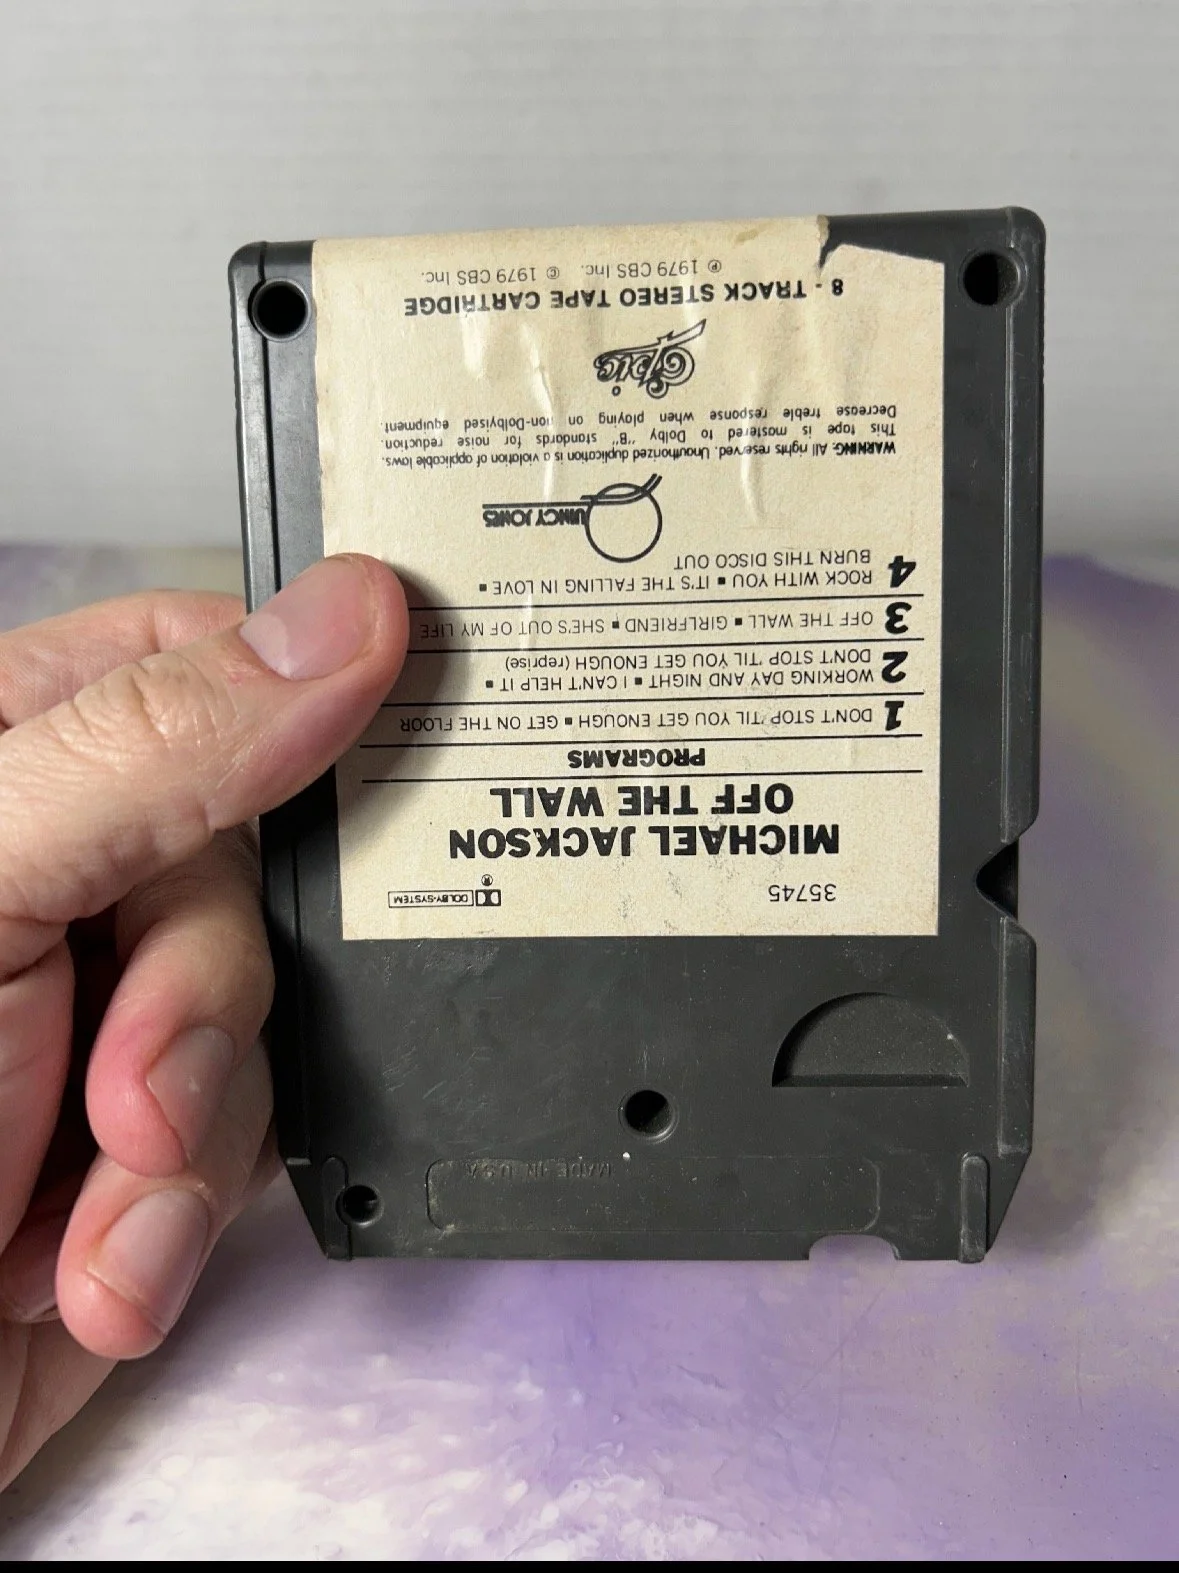 35745
DOLBY-SYSTEM
MICHAEL JACKSON
OFF THE WALL
PROGRAMS
1 DON'T STOP 'TIL YOU GET ENOUGH ▪ GET ON THE FLOOR
2 WORKING DAY AND NIGHT ▪ I CAN'T HELP IT ▪
DON'T STOP 'TIL YOU GET ENOUGH (reprise)
3 OFF THE WALL ▪ GIRLFRIEND ▪ SHE'S OUT OF MY LIFE
4 ROCK WITH YOU ▪ IT'S THE FALLING IN LOVE ▪
BURN THIS DISCO OUT
QUINCY JONES
WARNING: All rights reserved. Unauthorized duplication is a violation of applicable laws.
This tape is mastered to Dolby "B" standards for noise reduction.
Decrease treble response when playing on non-Dolbyised equipment
Epic
8 - TRACK STEREO TAPE CARTRIDGE
℗ 1979 CBS Inc. © 1979 CBS Inc.
MADE IN U.S.A.